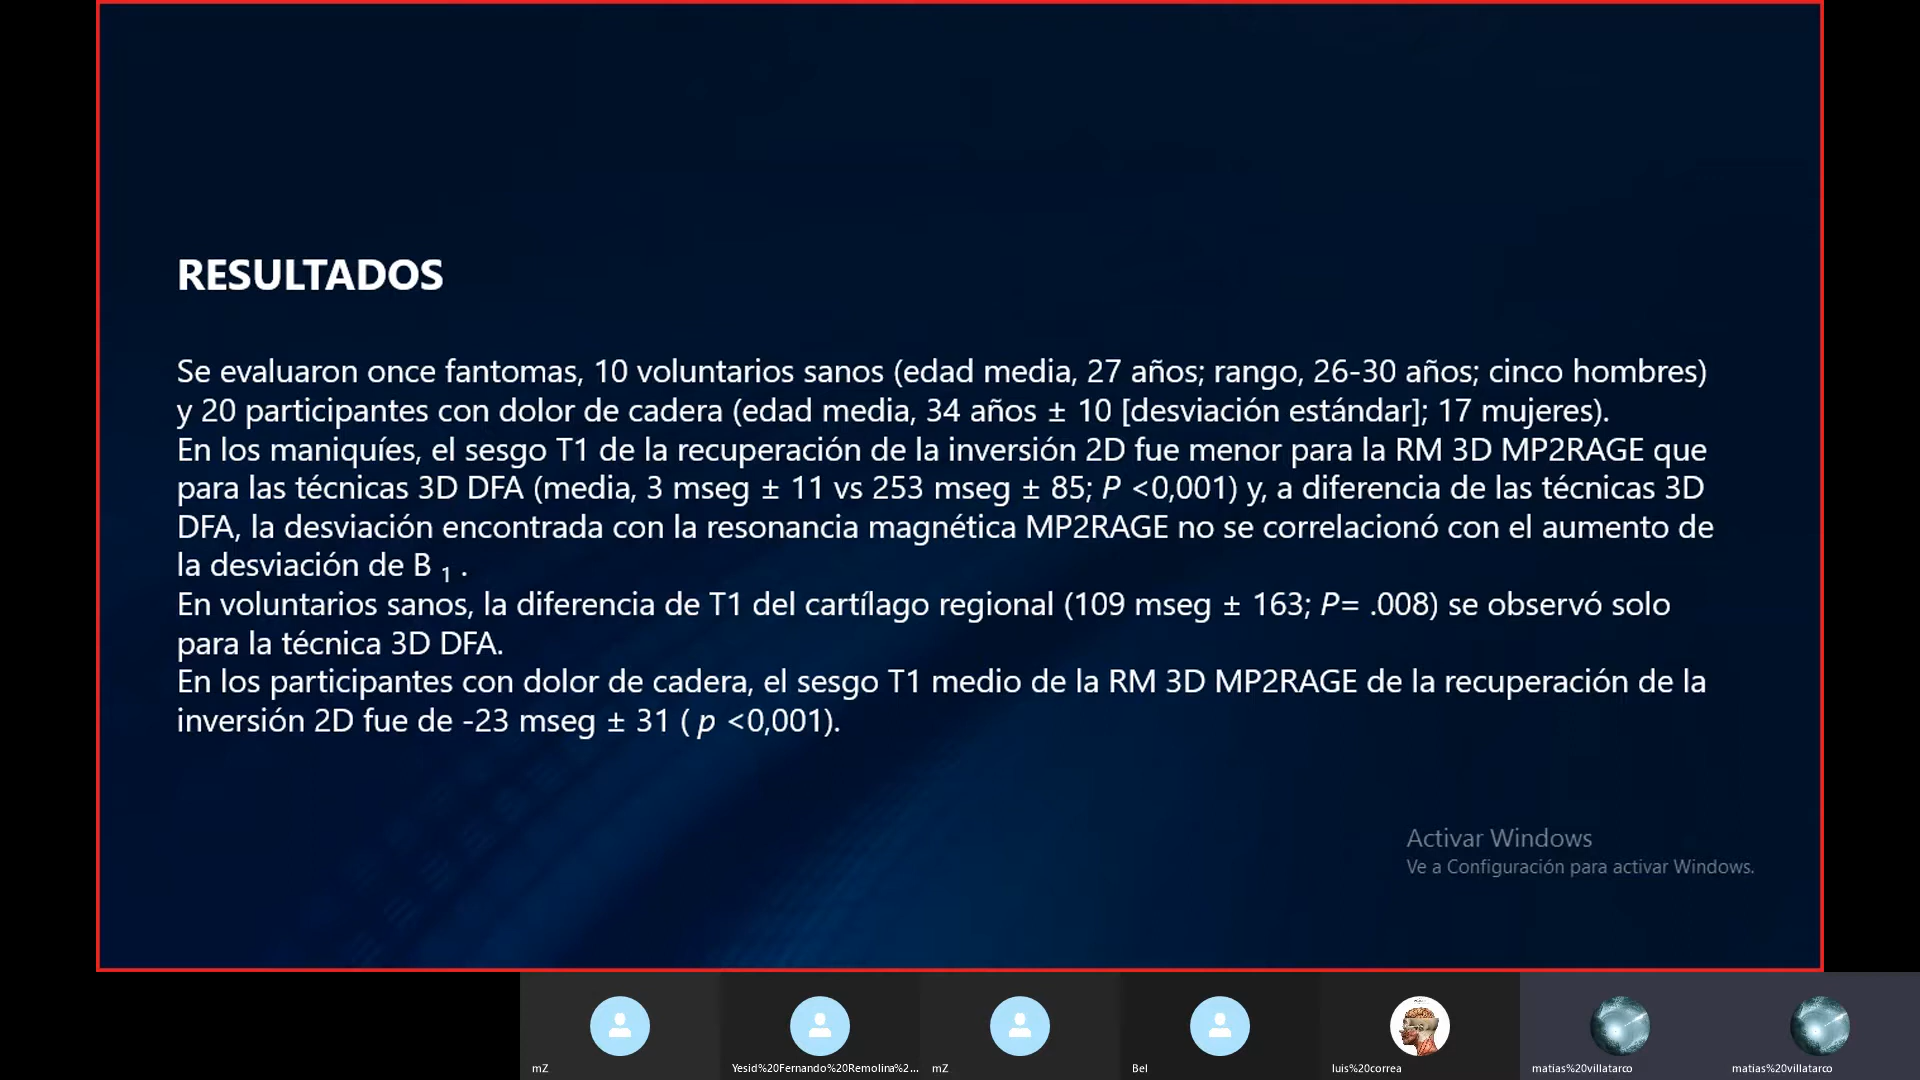 RESULTADOS
Se evaluaron once fantomas, 10 voluntarios sanos (edad media, 27 años; rango, 26-30 años; cinco hombres)
y 20 participantes con dolor de cadera (edad media, 34 años ± 10 [desviación estándar]; 17 mujeres).
En los maniquíes, el sesgo T1 de la recuperación de la inversión 2D fue menor para la RM 3D MP2RAGE que
para las técnicas 3D DFA (media, 3 mseg ± 11 vs 253 mseg ± 85; P <0,001) y, a diferencia de las técnicas 3D
DFA, la desviación encontrada con la resonancia magnética MP2RAGE no se correlacionó con el aumento de
la desviación de B 1 .
En voluntarios sanos, la diferencia de T1 del cartílago regional (109 mseg ± 163; P= .008) se observó solo
para la técnica 3D DFA.
En los participantes con dolor de cadera, el sesgo T1 medio de la RM 3D MP2RAGE de la recuperación de la
inversión 2D fue de -23 mseg ± 31 ( p <0,001).
Activar Windows
Ve a Configuración para activar Windows.
mZ
Yesid%20Fernando%20Remolina%2...
mZ
Bel
luis%20correa
matias%20villatarco
matias%20villatarco